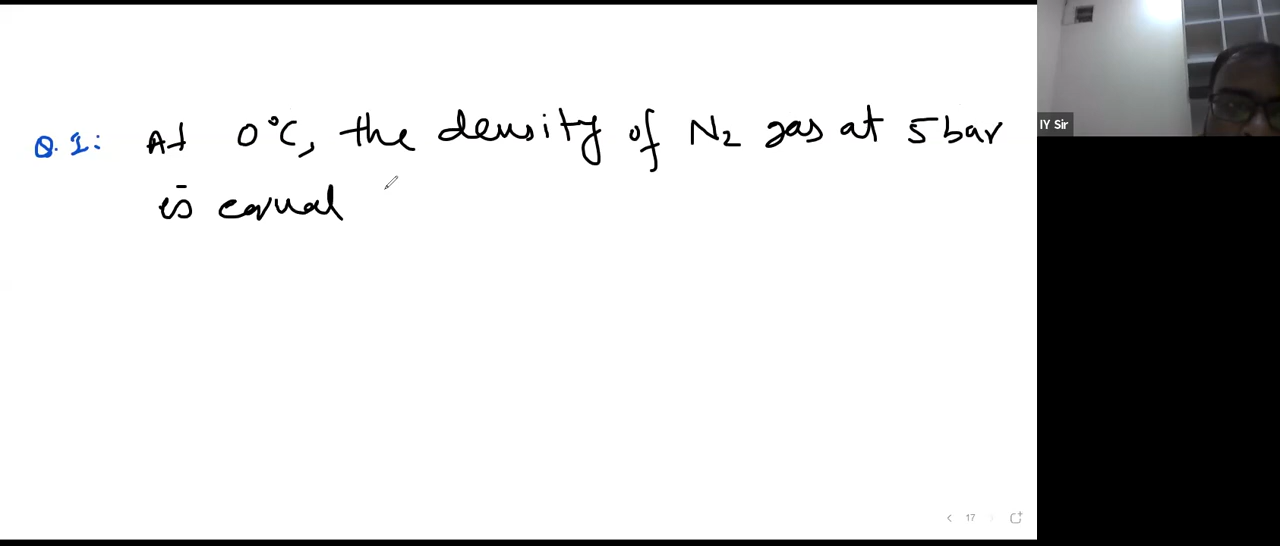 Q.1: At 0°C, the density of N₂ gas at 5 bar
is equal
IY Sir
17